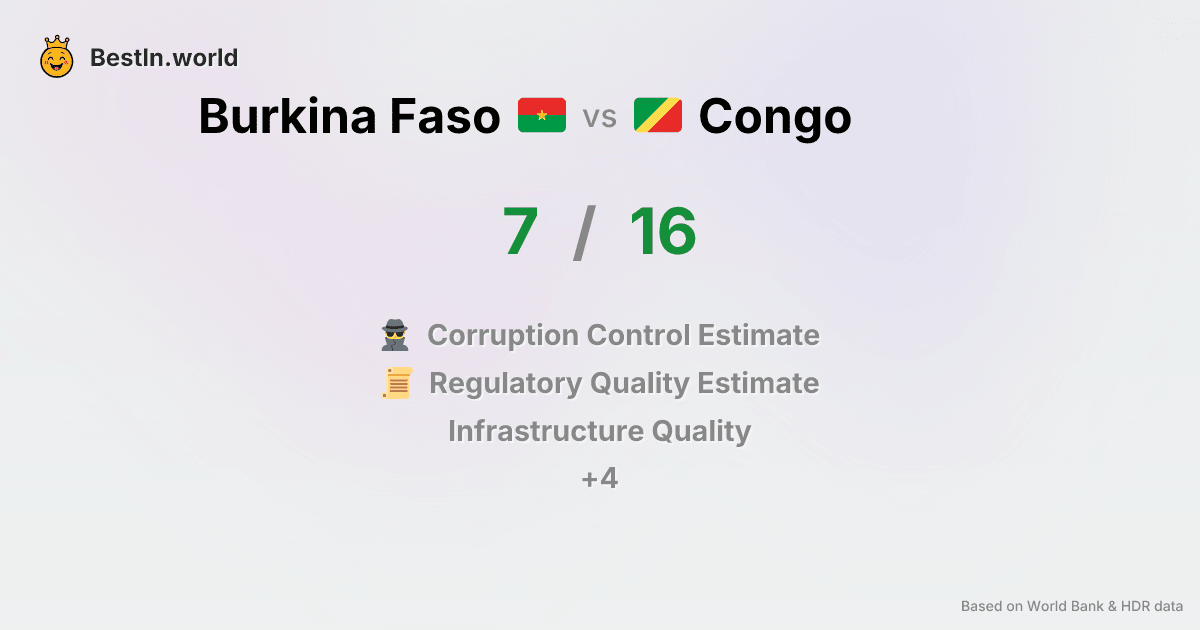 BestIn.world
Burkina Faso vs Congo
7 / 16
Corruption Control Estimate
Regulatory Quality Estimate
Infrastructure Quality
+4
Based on World Bank & HDR data